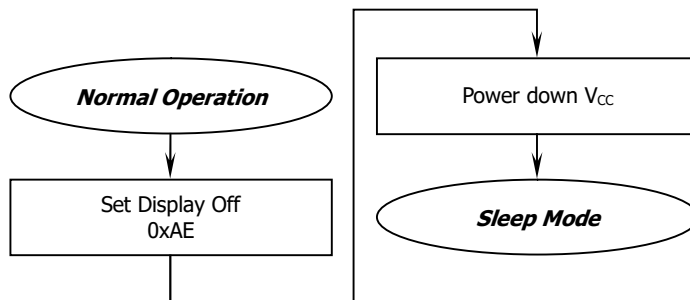 Normal Operation
Set Display Off
0xAE
Power down VCC
Sleep Mode